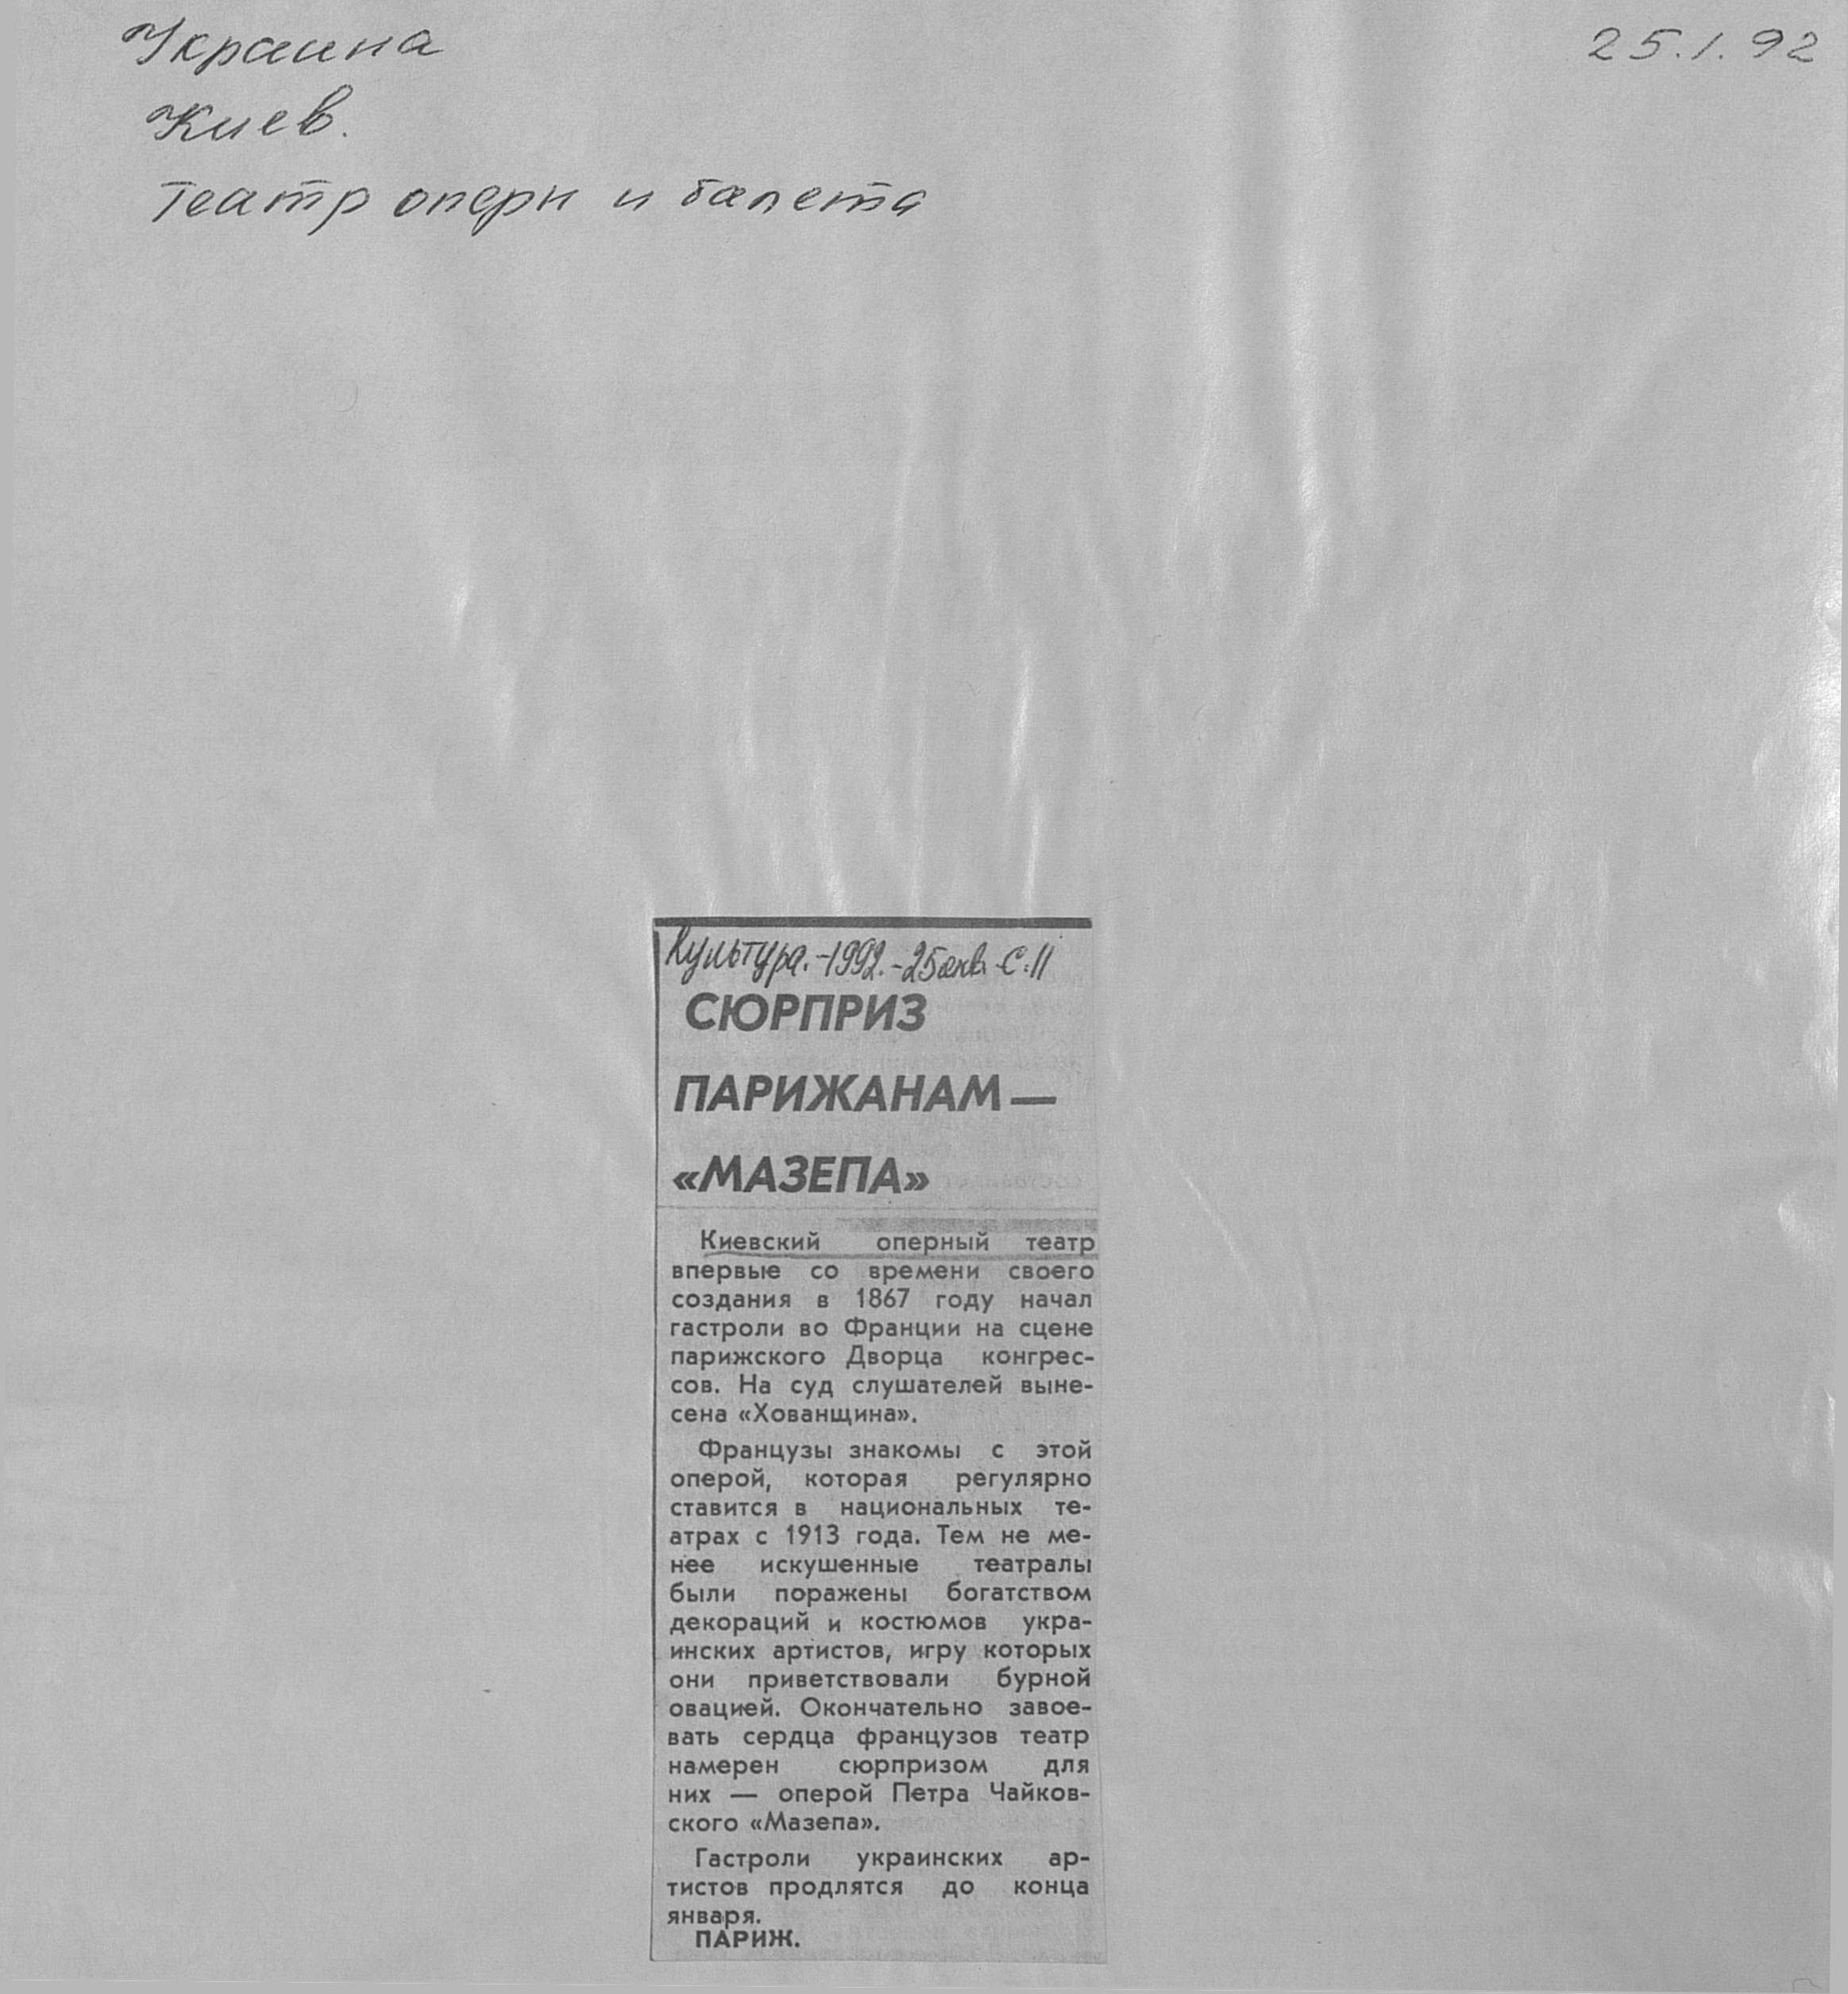 Украина
25.1.92
Киев.
Театр оперы и балета
Культура.-1992.-25 янв.-С.11
СЮРПРИЗ
ПАРИЖАНАМ —
«МАЗЕПА»
Киевский оперный театр
впервые со времени своего
создания в 1867 году начал
гастроли во Франции на сцене
парижского Дворца конгрес-
сов. На суд слушателей выне-
сена «Хованщина».
Французы знакомы с этой
оперой, которая регулярно
ставится в национальных те-
атрах с 1913 года. Тем не ме-
нее искушенные театралы
были поражены богатством
декораций и костюмов укра-
инских артистов, игру которых
они приветствовали бурной
овацией. Окончательно завое-
вать сердца французов театр
намерен сюрпризом для
них — оперой Петра Чайков-
ского «Мазепа».
Гастроли украинских ар-
тистов продлятся до конца
января.
ПАРИЖ.